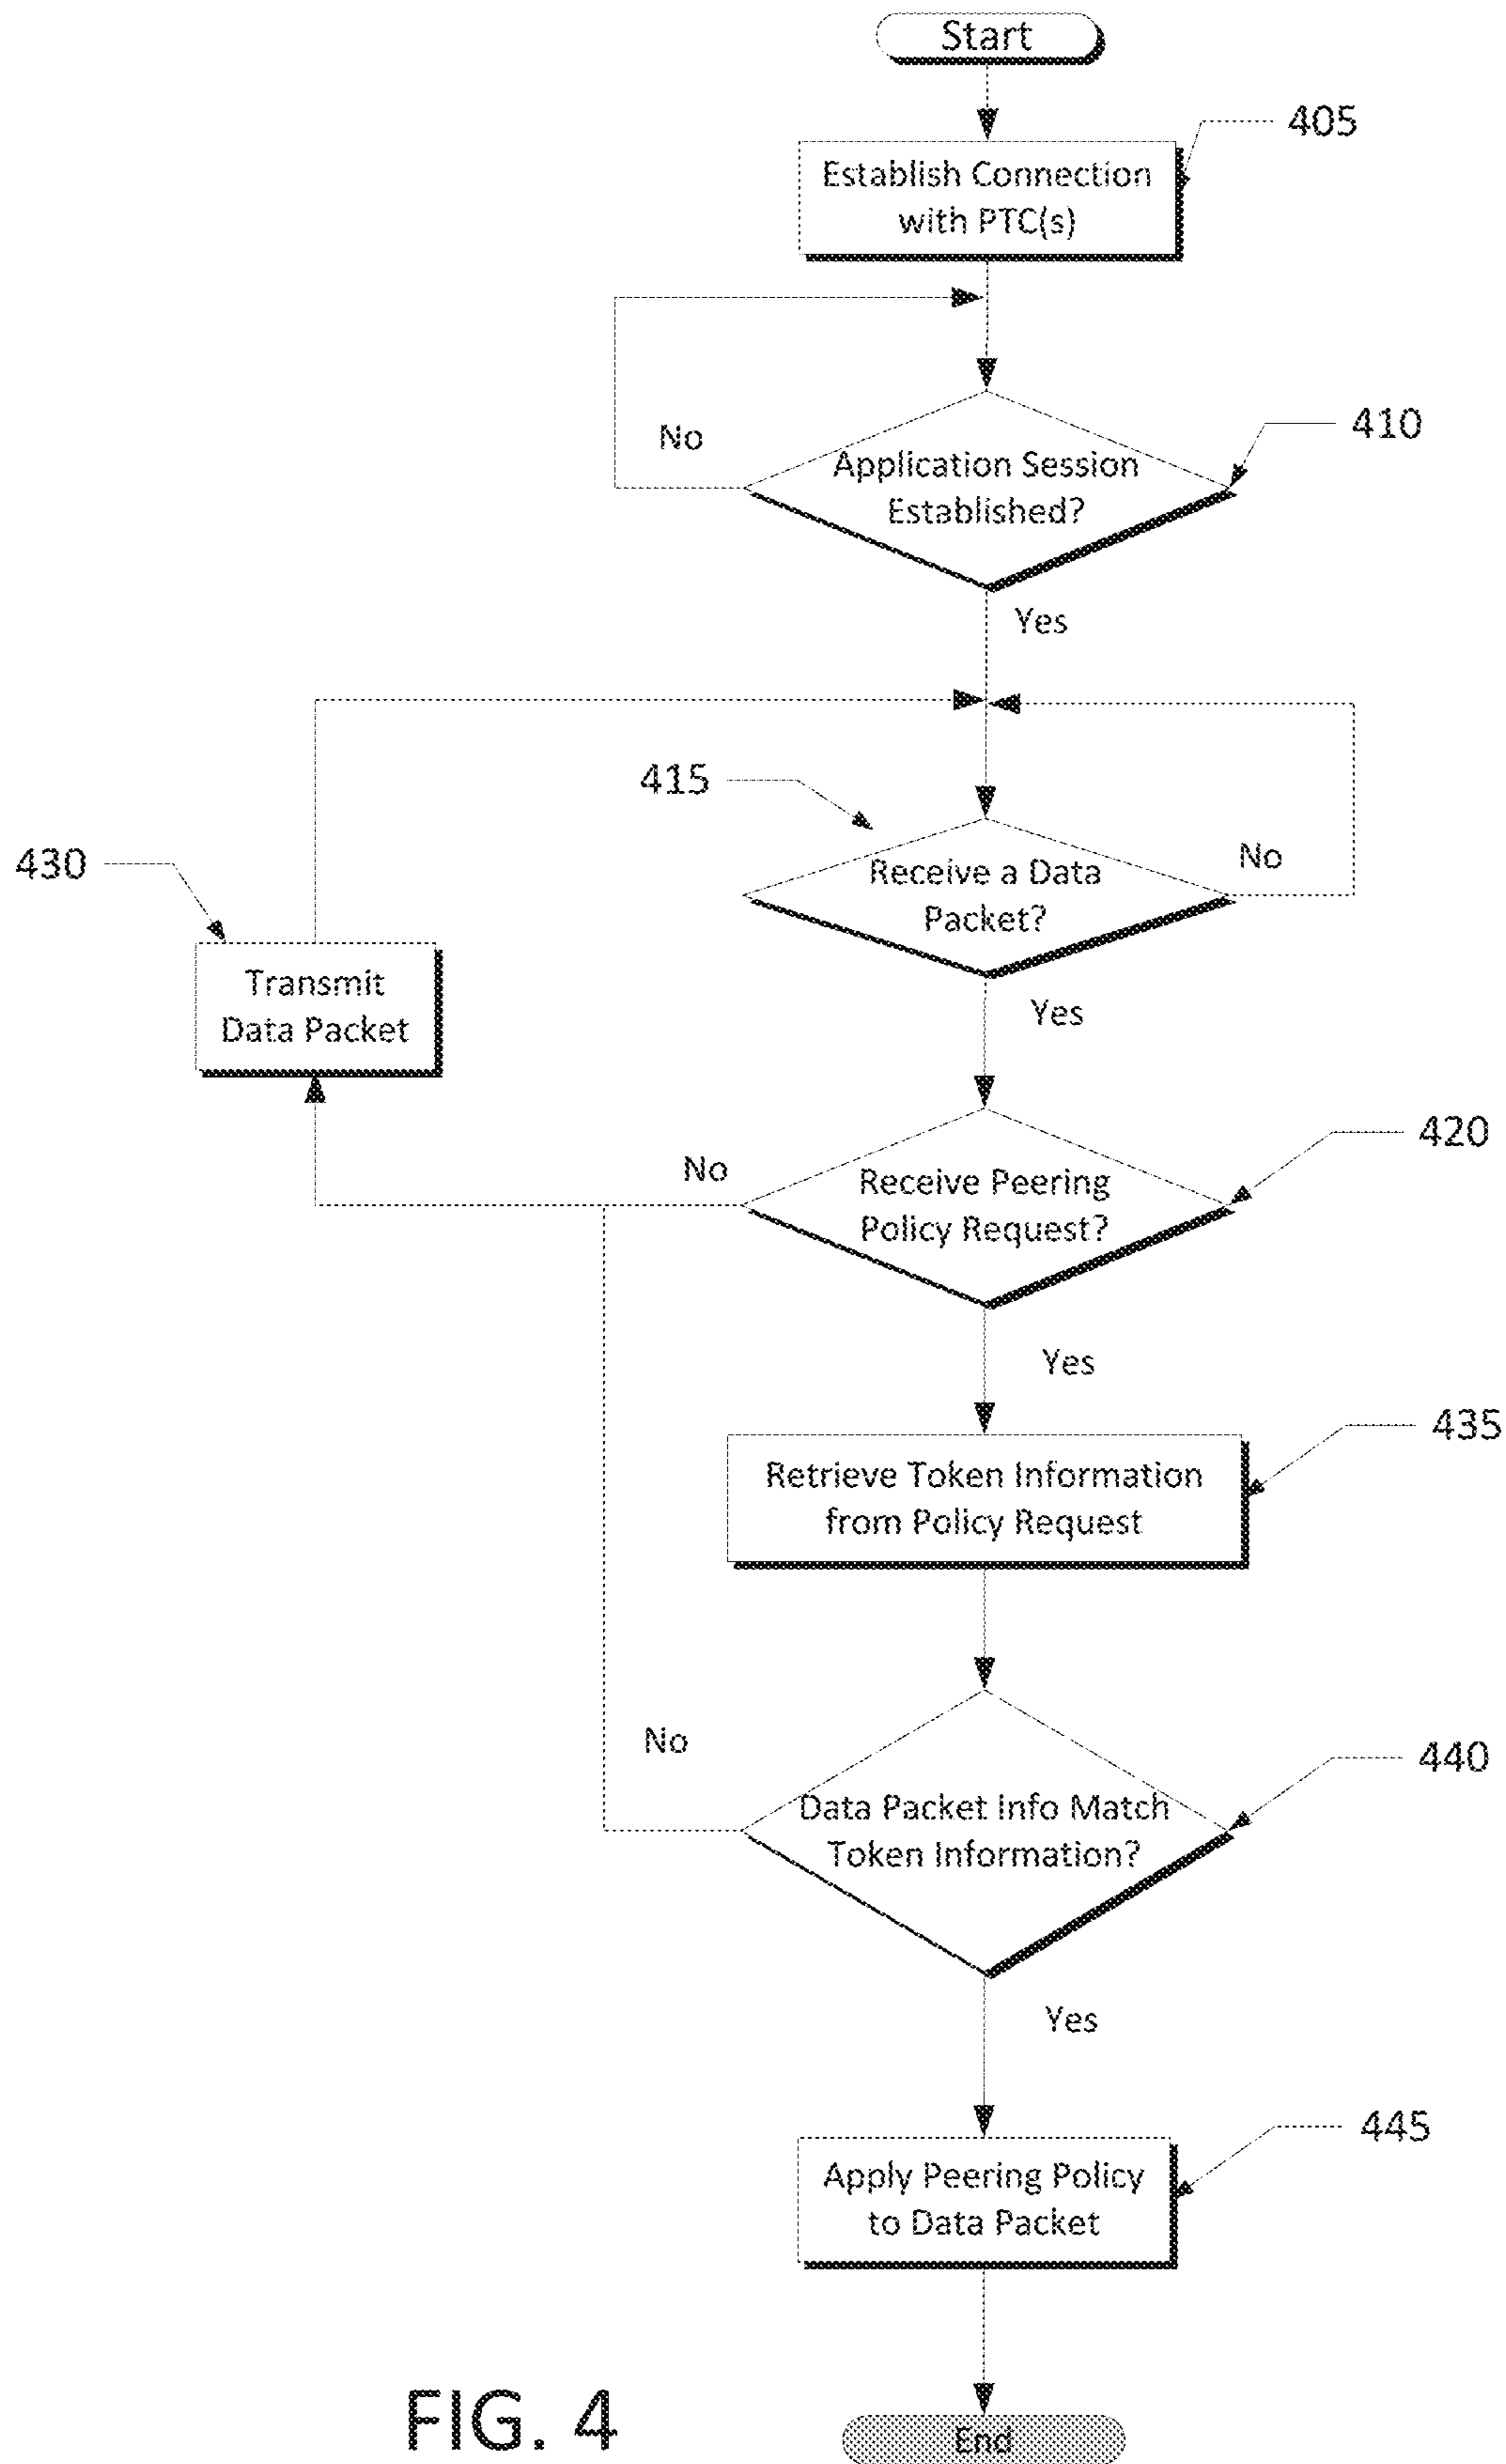 Start
405
Establish Connection
with PTC(s)
No
410
Application Session
Established?
Yes
415
430
Receive a Data
Packet?
No
Transmit
Data Packet
Yes
420
No
Receive Peering
Policy Request?
Yes
435
Retrieve Token Information
from Policy Request
No
440
Data Packet Info Match
Token Information?
Yes
445
Apply Peering Policy
to Data Packet
FIG. 4
End